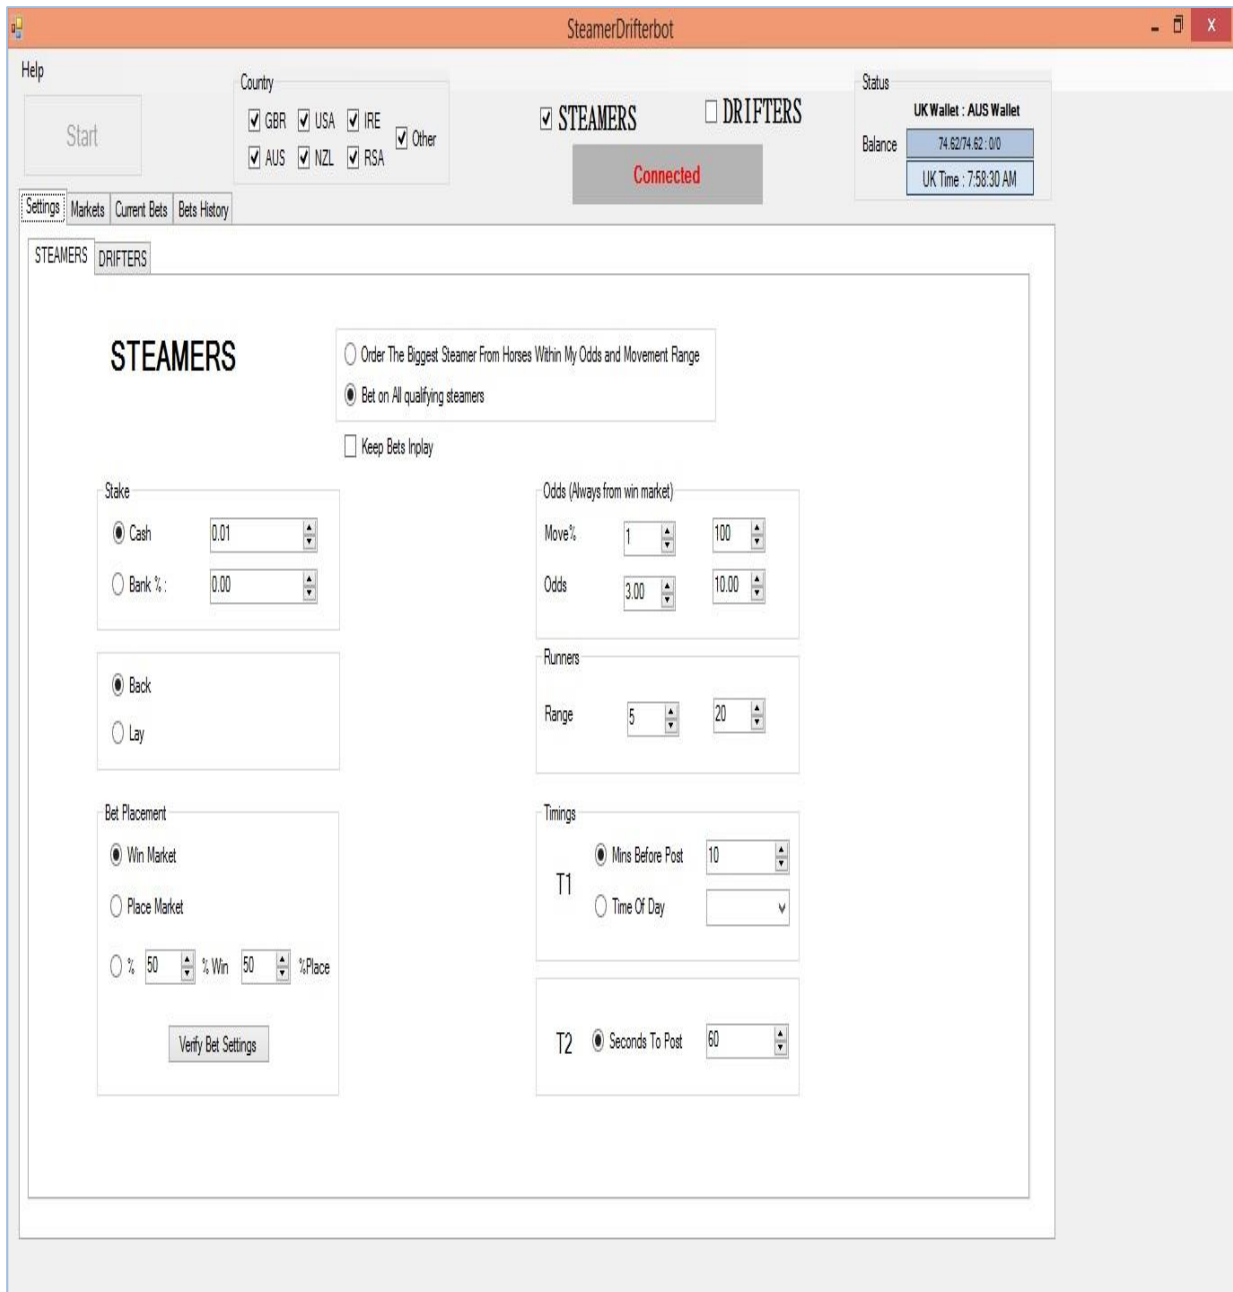 SteamerDrifterbot
Help
Start
Country
GBR USA IRE
Other
AUS NZL RSA
STEAMERS DRIFTERS
Connected
Status
UK Wallet : AUS Wallet
Balance 74.62/74.62 : 0/0
UK Time : 7:58:30 AM
Settings Markets Current Bets Bets History
STEAMERS DRIFTERS
STEAMERS
Order The Biggest Steamer From Horses Within My Odds and Movement Range
Bet on All qualifying steamers
Keep Bets Inplay
Stake
Cash 0.01
Bank % : 0.00
Back
Lay
Bet Placement
Win Market
Place Market
% 50 % Win 50 %Place
Verify Bet Settings
Odds (Always from win market)
Move% 1 100
Odds 3.00 10.00
Runners
Range 5 20
Timings
T1
Mins Before Post 10
Time Of Day
T2 Seconds To Post 60